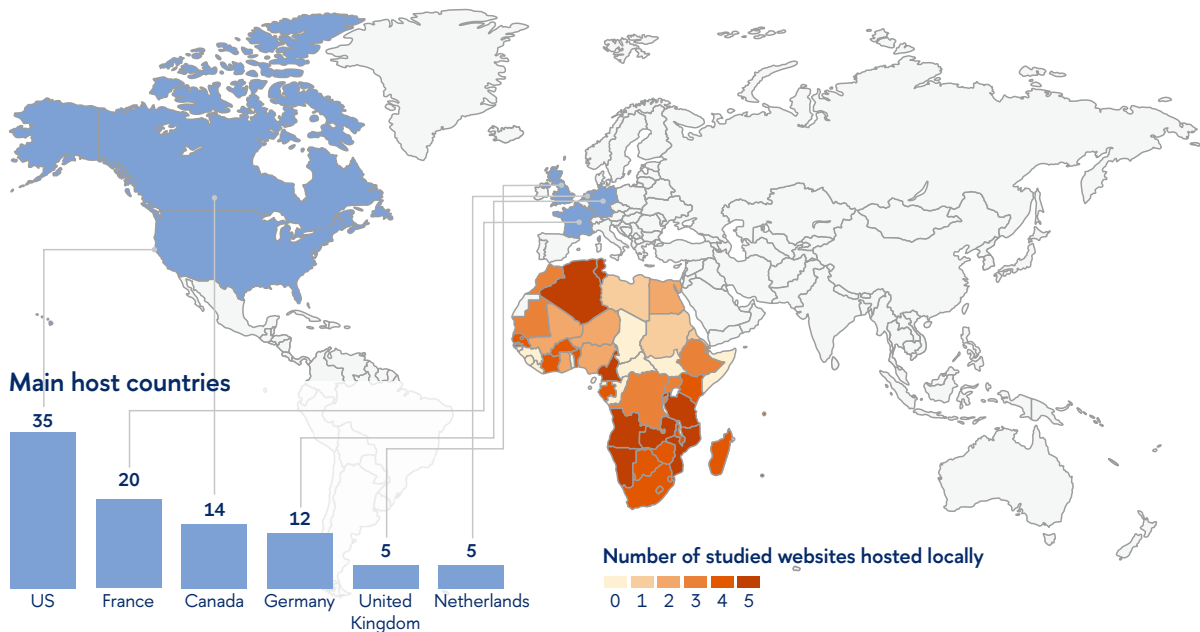 Main host countries
35
20
14
12
5
5
US
France
Canada
Germany
United
Kingdom
Netherlands
Number of studied websites hosted locally
0 1 2 3 4 5